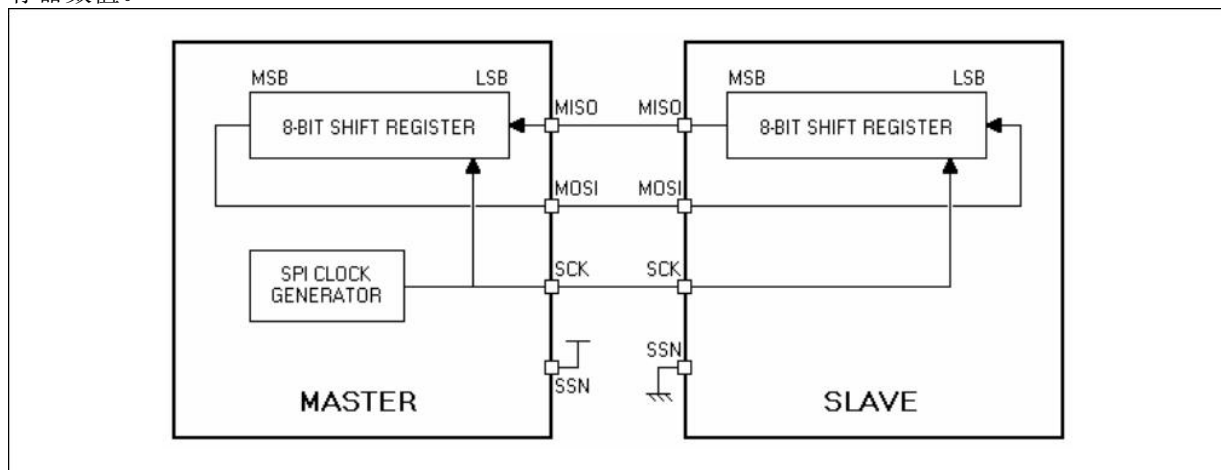 MSB LSB
8-BIT SHIFT REGISTER
MISO
MOSI
SPI CLOCK
GENERATOR
SCK
SSN
MASTER
MSB LSB
MISO
8-BIT SHIFT REGISTER
MOSI
SCK
SSN
SLAVE